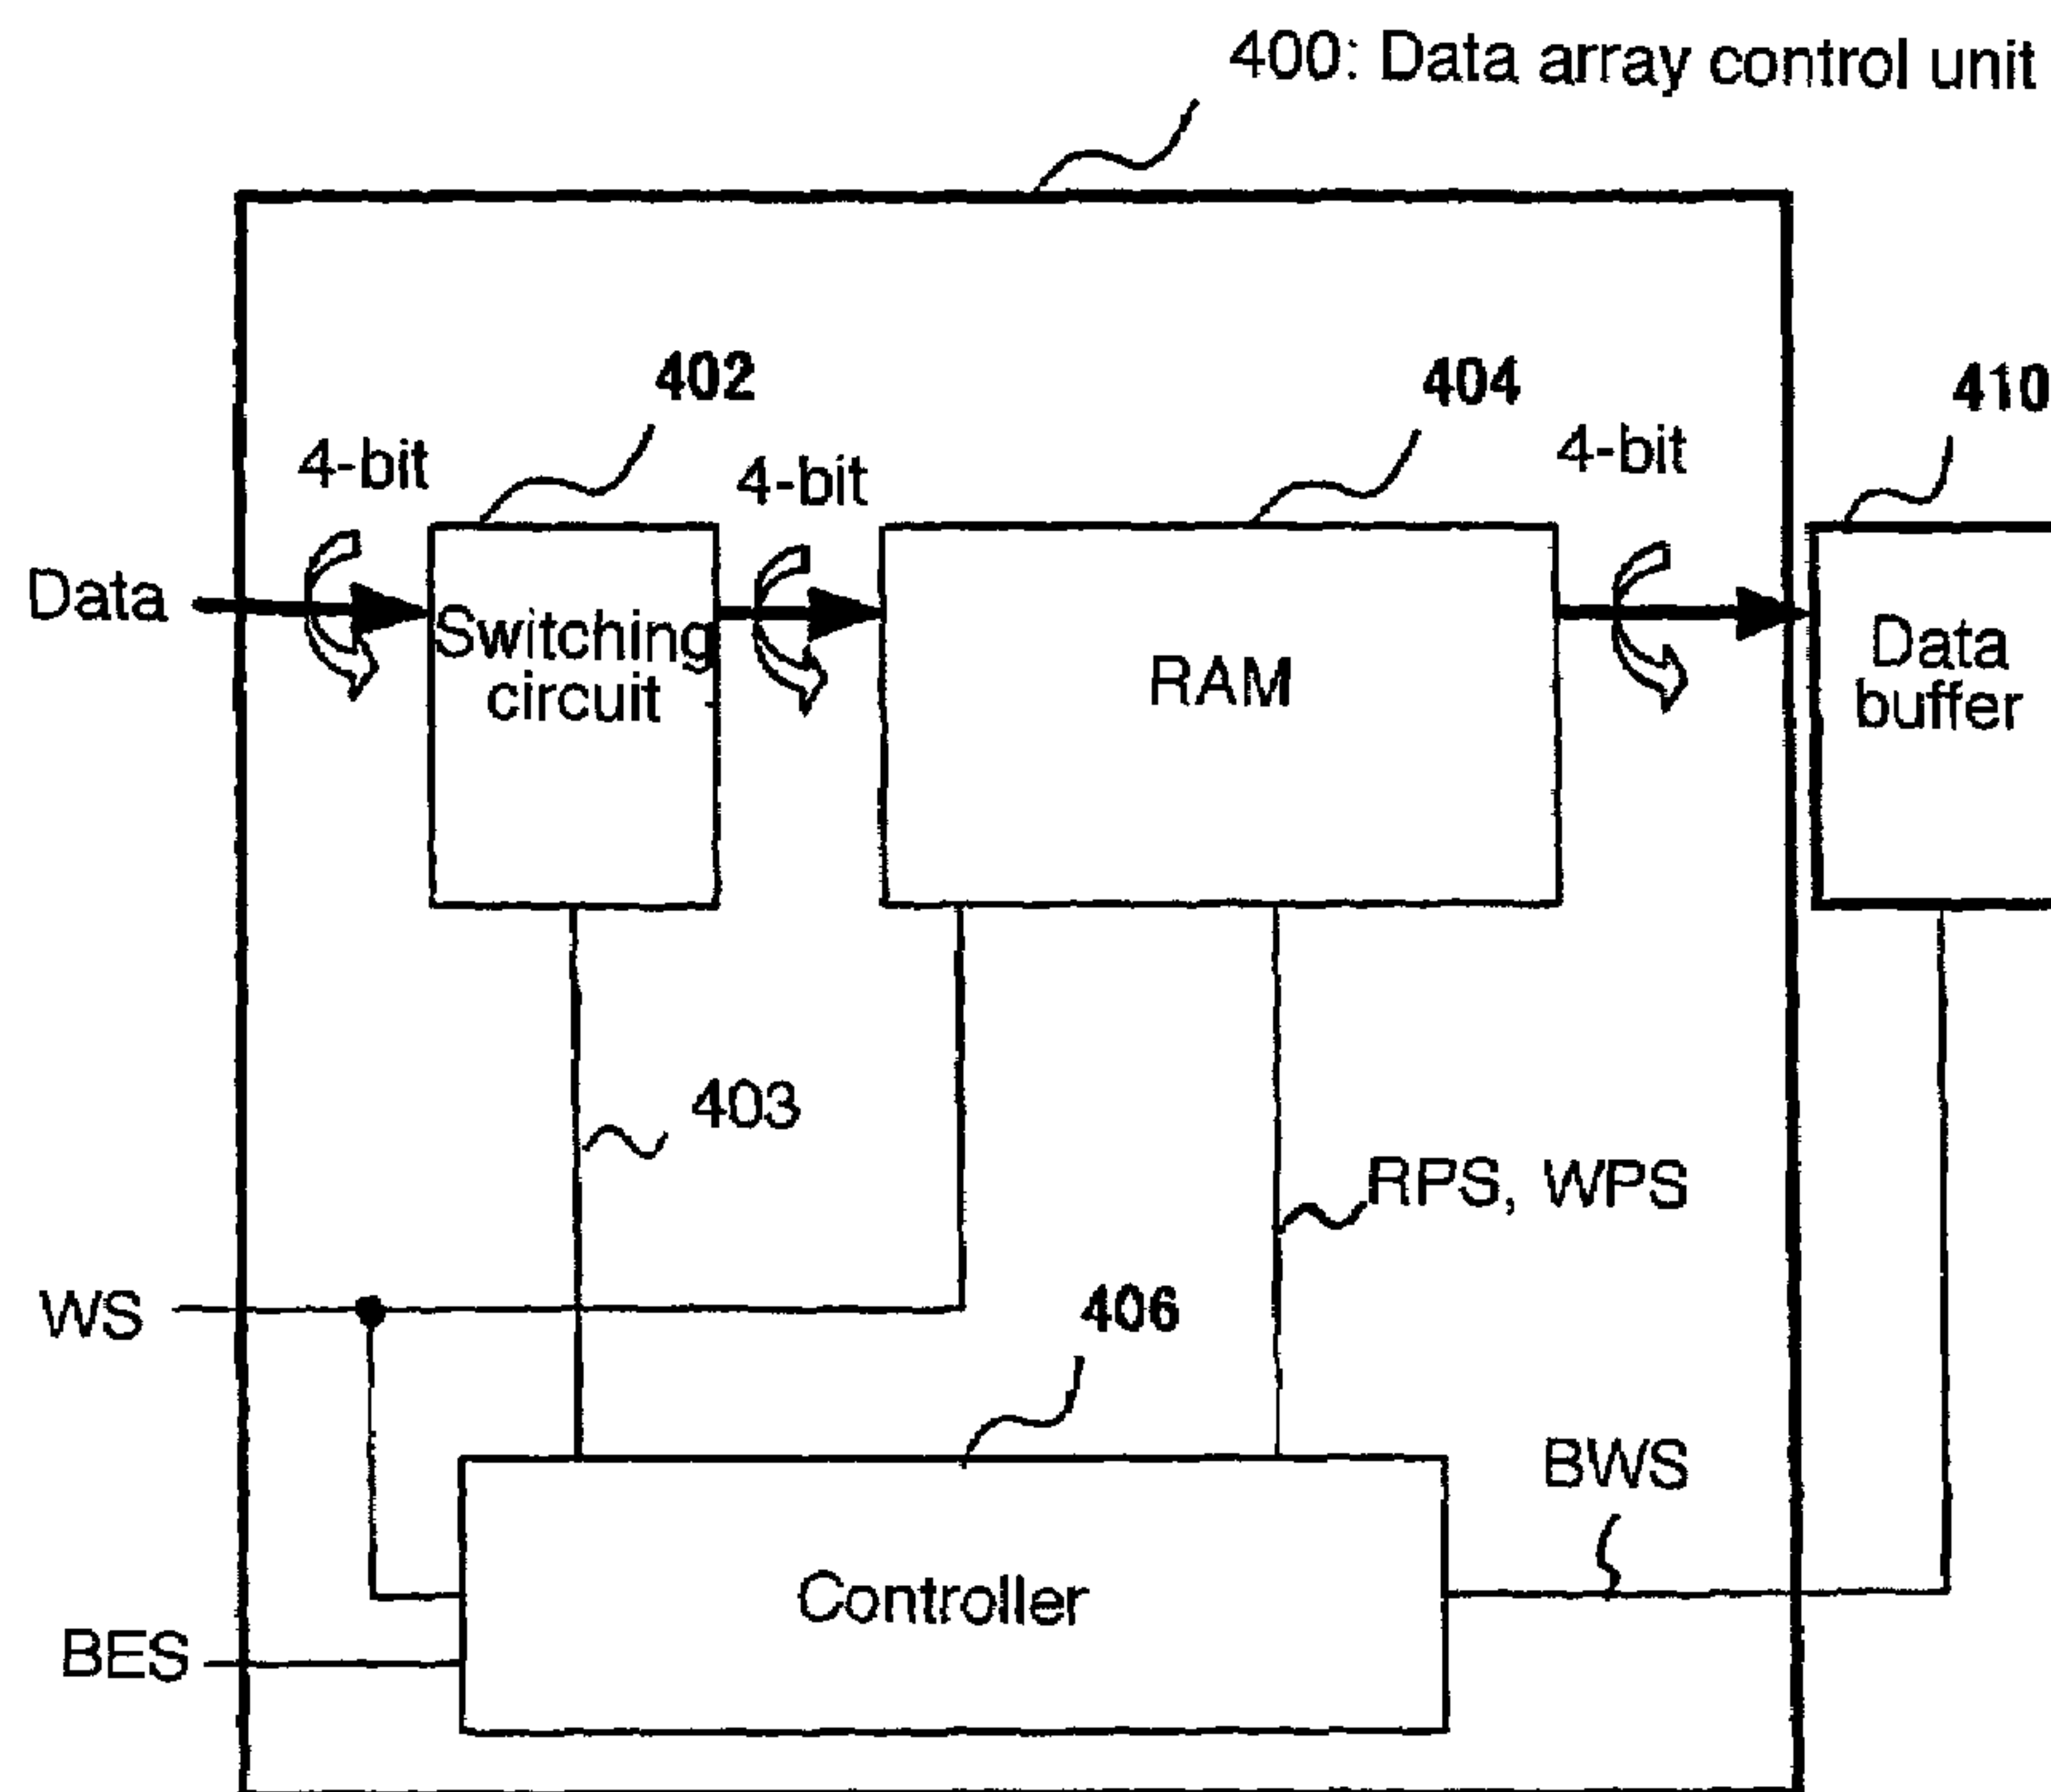 400: Data array control unit
402
404
410
4-bit
4-bit
4-bit
Data
Switching
circuit
RAM
Data
buffer
403
RPS, WPS
WS
406
BWS
Controller
BES